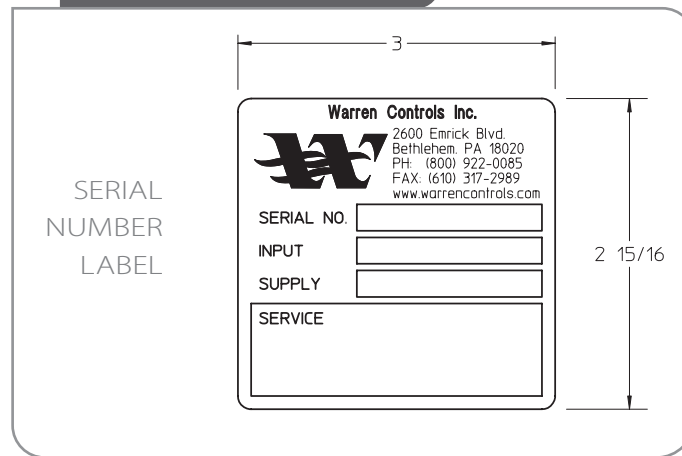 3
Warren Controls Inc.
2600 Emrick Blvd.
Bethlehem. PA 18020
PH: (800) 922-0085
FAX: (610) 317-2989
www.warrencontrols.com
SERIAL
NUMBER
LABEL
SERIAL NO.
INPUT
SUPPLY
SERVICE
2 15/16